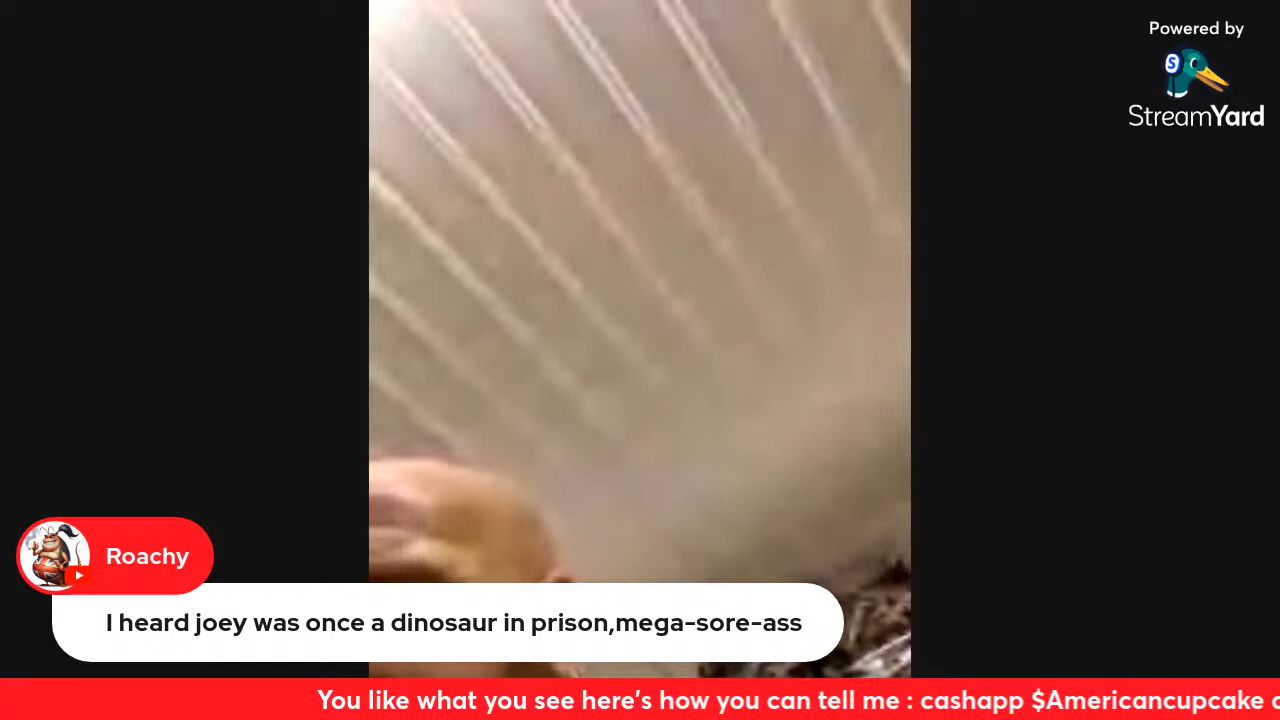 Powered by
StreamYard
Roachy
I heard joey was once a dinosaur in prison,mega-sore-ass
You like what you see here's how you can tell me : cashapp $Americancupcake